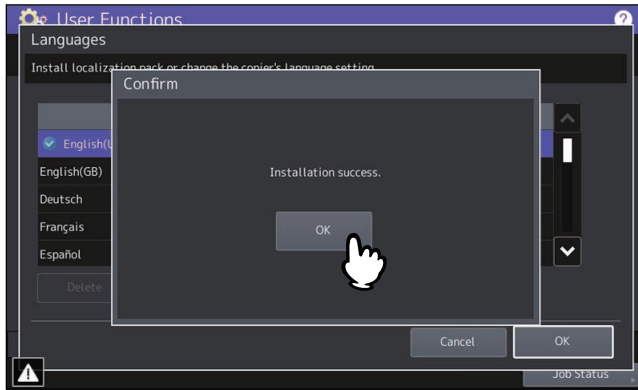 User Functions
?
Languages
Install localization pack or change the copier's language setting
Confirm
English(U
English(GB)
Deutsch
Français
Español
Installation success.
OK
Delete
Cancel
OK
Job Status